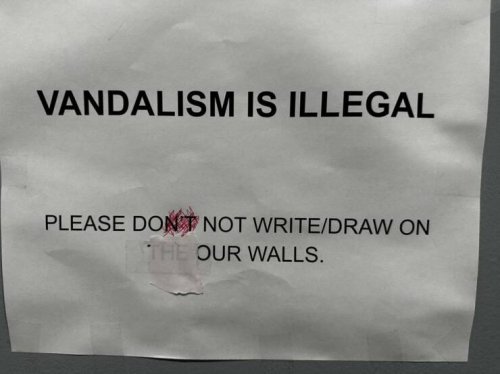 VANDALISM IS ILLEGAL
PLEASE DON'T NOT WRITE/DRAW ON
THE OUR WALLS.